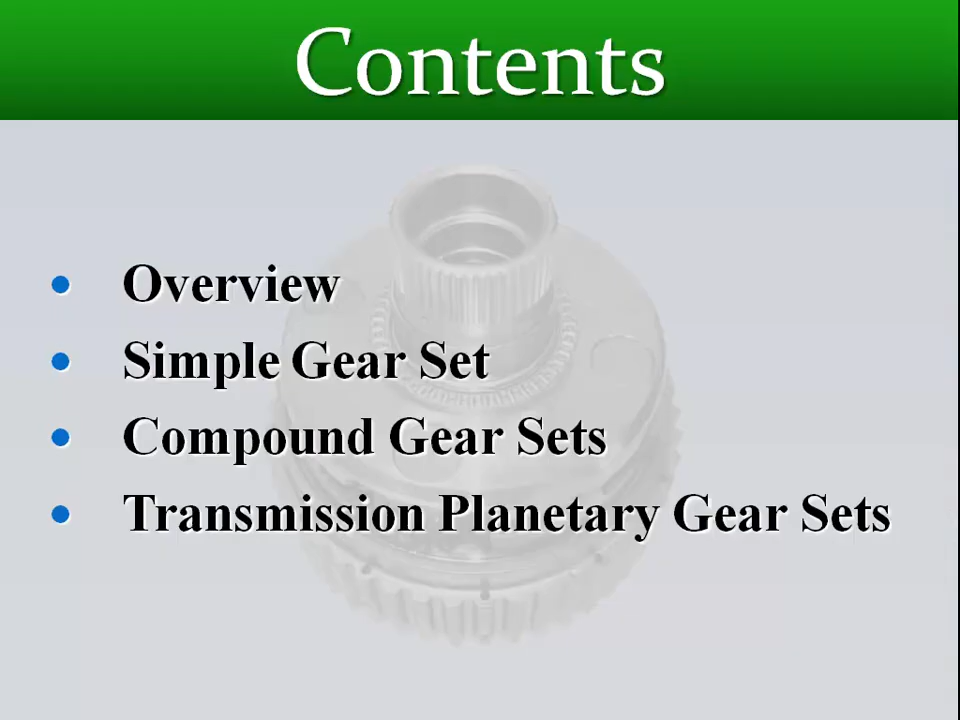 Contents
• Overview
• Simple Gear Set
• Compound Gear Sets
• Transmission Planetary Gear Sets